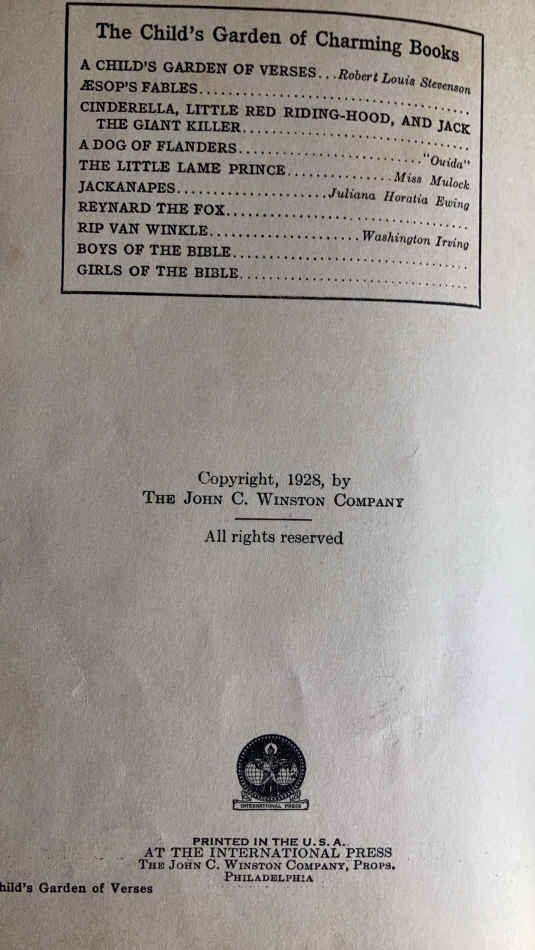 The Child's Garden of Charming Books
A CHILD'S GARDEN OF VERSES...Robert Louis Stevenson
ÆSOP'S FABLES........................................
CINDERELLA, LITTLE RED RIDING-HOOD, AND JACK
THE GIANT KILLER..................................
A DOG OF FLANDERS..........................."Ouida"
THE LITTLE LAME PRINCE...............Miss Mulock
JACKANAPES......................Juliana Horatia Ewing
REYNARD THE FOX...................................
RIP VAN WINKLE.....................Washington Irving
BOYS OF THE BIBLE..................................
GIRLS OF THE BIBLE.................................
Copyright, 1928, by
THE JOHN C. WINSTON COMPANY
All rights reserved
INTERNATIONAL PRESS
PRINTED IN THE U.S.A.
AT THE INTERNATIONAL PRESS
THE JOHN C. WINSTON COMPANY, PROPS.
PHILADELPHIA
hild's Garden of Verses